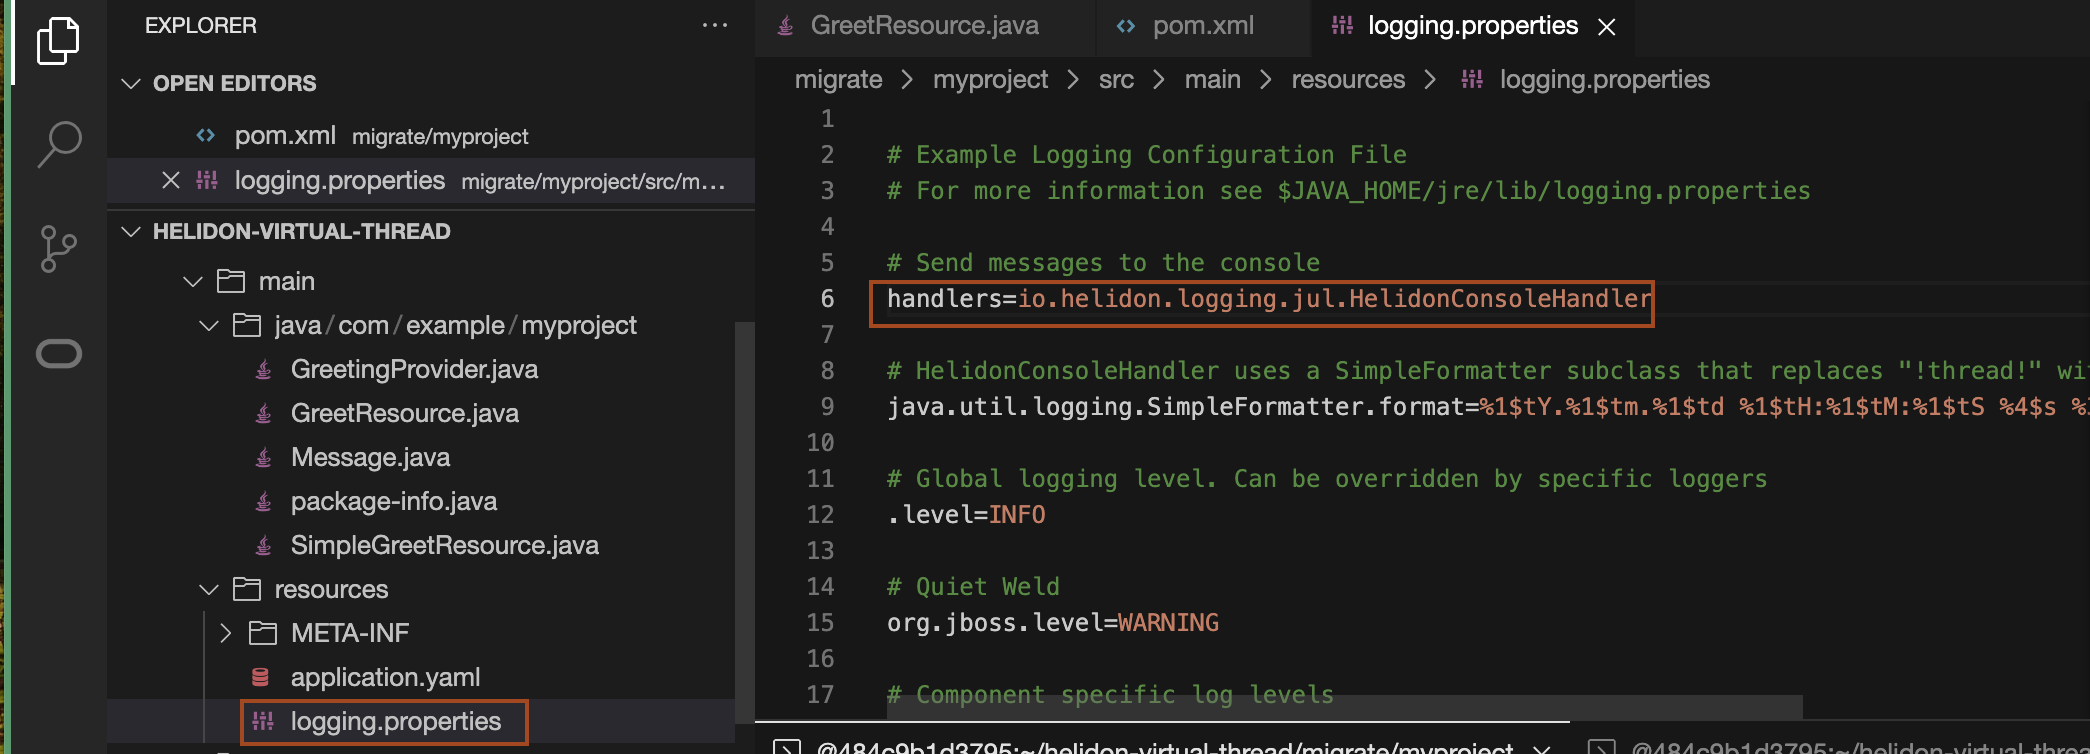 EXPLORER
OPEN EDITORS
pom.xml migrate/myproject
logging.properties migrate/myproject/src/m...
HELIDON-VIRTUAL-THREAD
main
java/com/example/myproject
GreetingProvider.java
GreetResource.java
Message.java
package-info.java
SimpleGreetResource.java
resources
META-INF
application.yaml
logging.properties
GreetResource.java pom.xml logging.properties
migrate > myproject > src > main > resources > logging.properties
1
2 # Example Logging Configuration File
3 # For more information see $JAVA_HOME/jre/lib/logging.properties
4
5 # Send messages to the console
6 handlers=io.helidon.logging.jul.HelidonConsoleHandler
7
8 # HelidonConsoleHandler uses a SimpleFormatter subclass that replaces "!thread!" wi
9 java.util.logging.SimpleFormatter.format=%1$tY.%1$tm.%1$td %1$tH:%1$tM:%1$tS %4$s %
10
11 # Global logging level. Can be overridden by specific loggers
12 .level=INFO
13
14 # Quiet Weld
15 org.jboss.level=WARNING
16
17 # Component specific log levels
@484c9b1d3795:~/helidon-virtual-thread/migrate/myproject @484c9b1d3795:~/helidon-virtual-threa